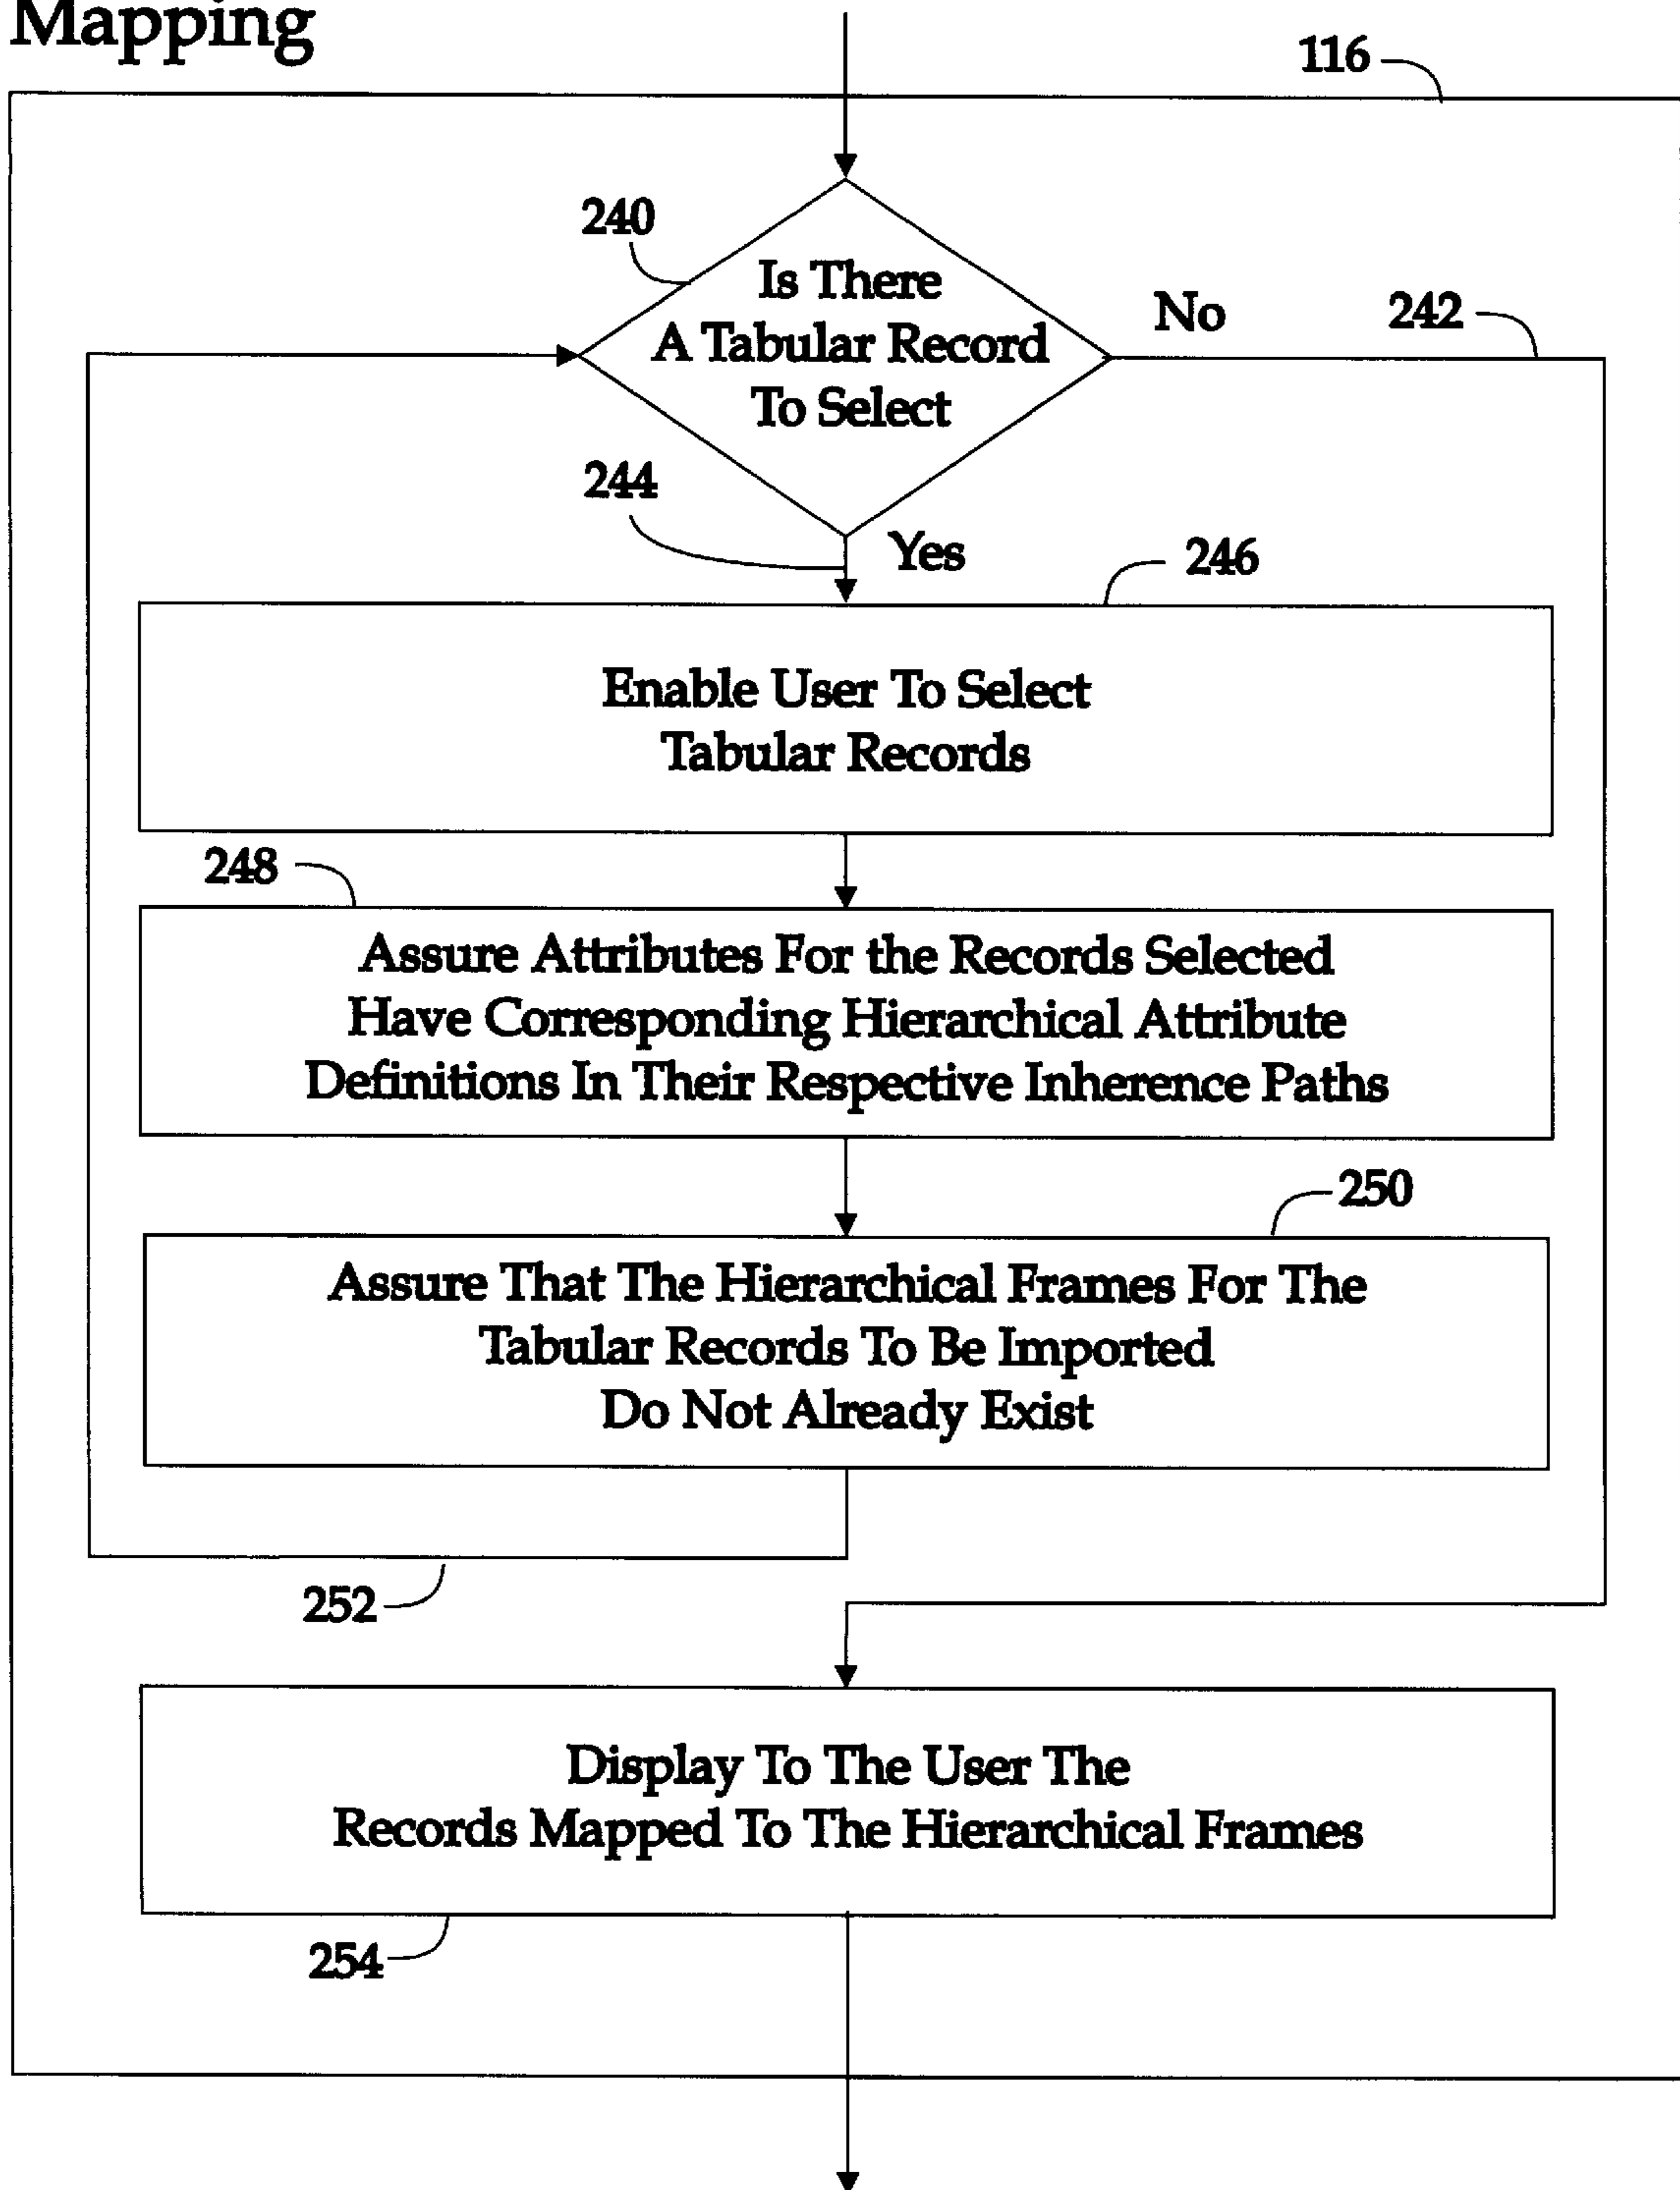 Mapping
116
240
Is There
A Tabular Record
To Select
No
242
244
Yes
246
Enable User To Select
Tabular Records
248
Assure Attributes For the Records Selected
Have Corresponding Hierarchical Attribute
Definitions In Their Respective Inherence Paths
250
Assure That The Hierarchical Frames For The
Tabular Records To Be Imported
Do Not Already Exist
252
Display To The User The
Records Mapped To The Hierarchical Frames
254